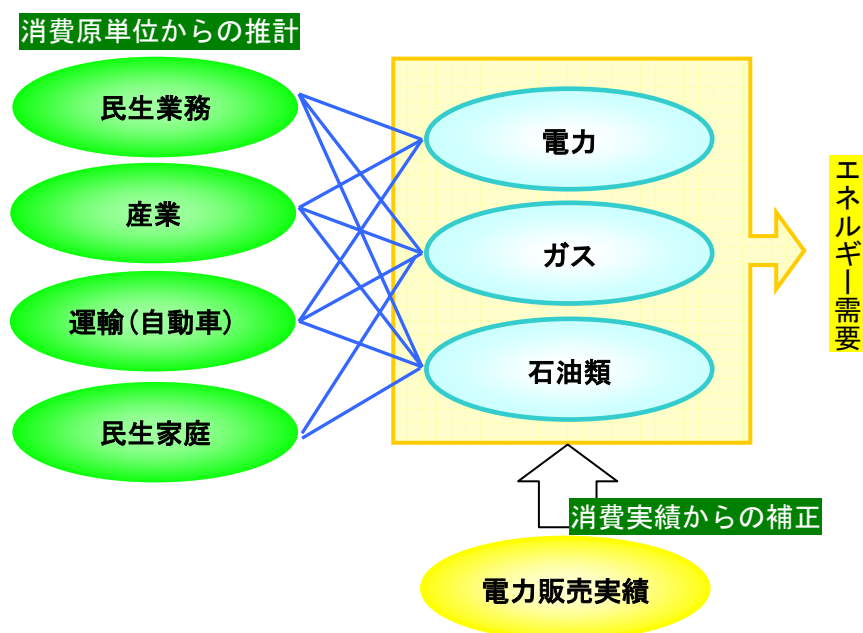 消費原単位からの推計
民生業務
産業
運輸（自動車）
民生家庭
電力
ガス
石油類
エネルギー需要
消費実績からの補正
電力販売実績